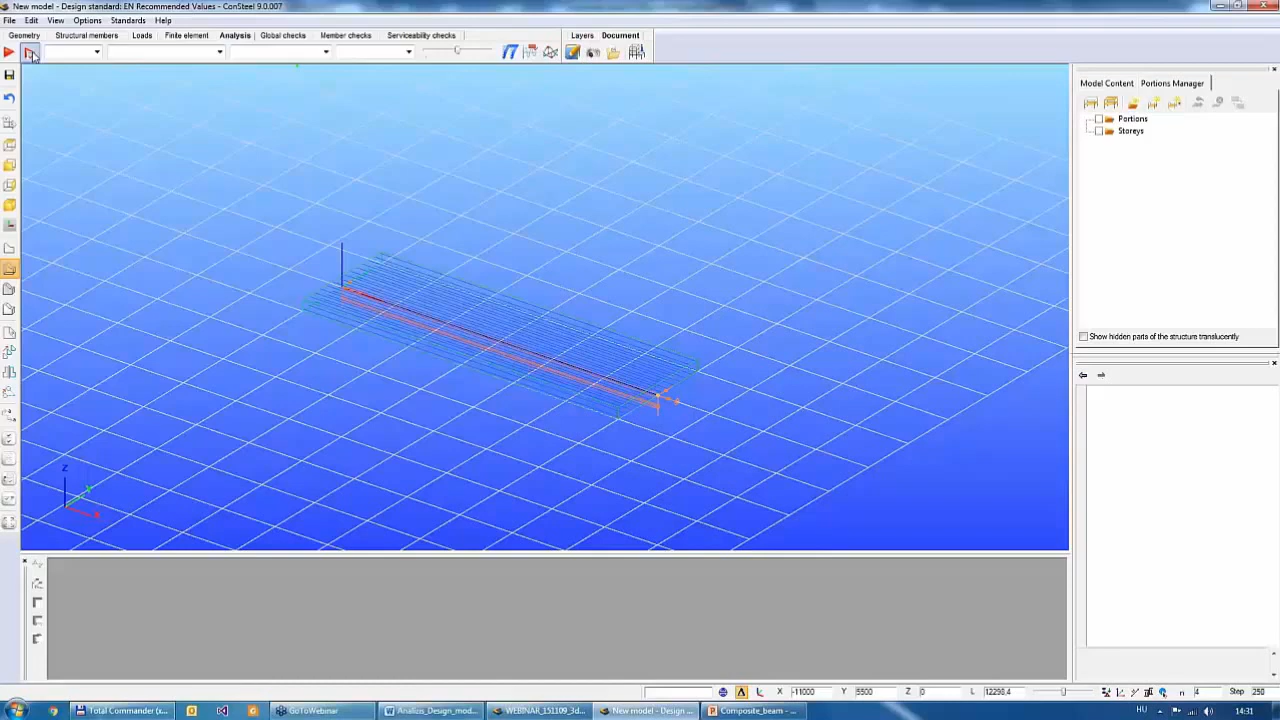 New model - Design standard: EN Recommended Values - ConSteel 9.0.007
File Edit View Options Standards Help
Geometry Structural members Loads Finite element Analysis Global checks Member checks Serviceability checks Layers Document
Model Content Portions Manager
Portions
Storeys
Show hidden parts of the structure translucently
Z
X
X -11000 Y 5500 Z 0 L 12298,4 n 4 Step 250
Total Commander (x... GoToWebinar Analízis_Design_mod... WEBINAR_151109_3d... New model - Design ... Composite_beam - ... HU 14:31